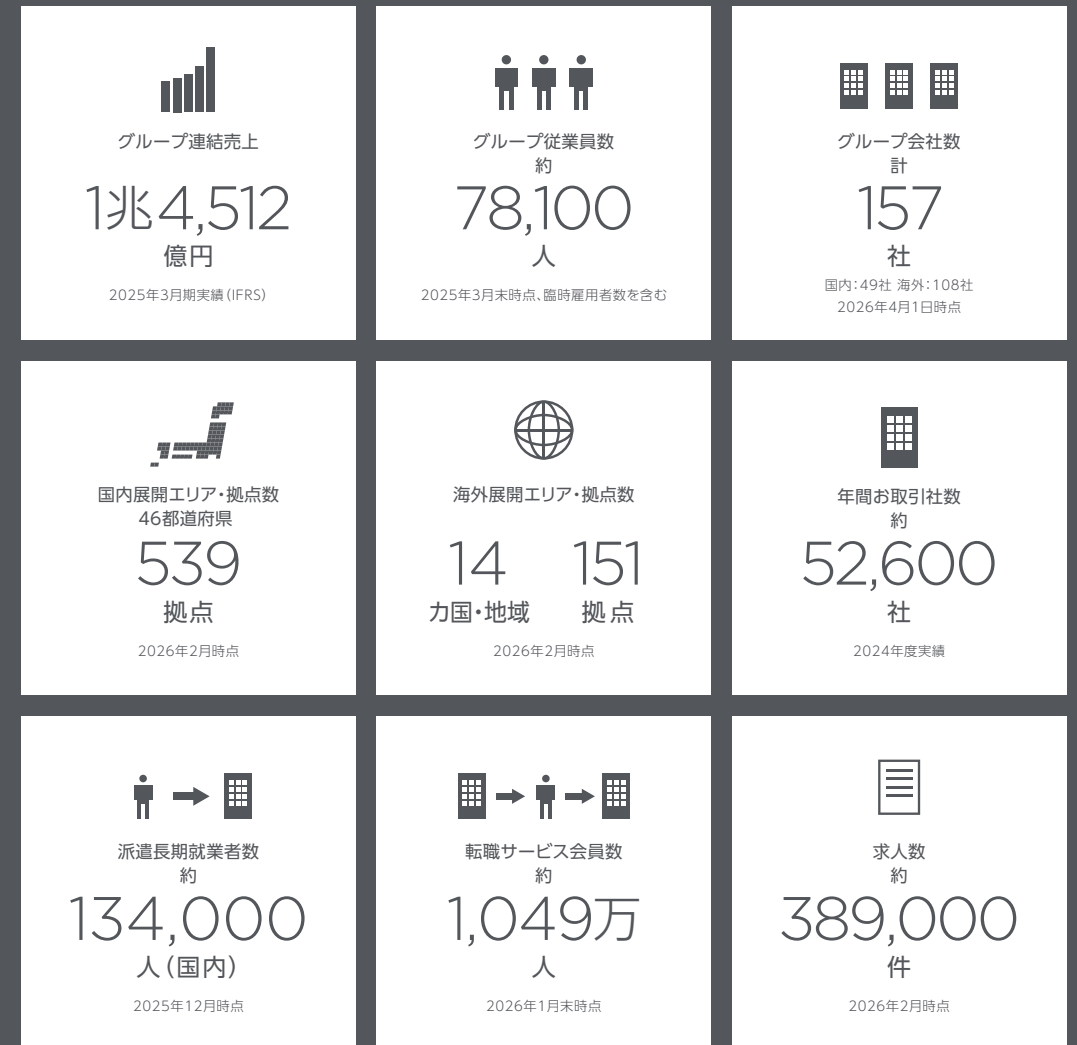 グループ連結売上
1兆4,512
億円
2025年3月期実績(IFRS)
グループ従業員数
約
78,100
人
2025年3月末時点、臨時雇用者数を含む
グループ会社数
計
157
社
国内:49社 海外:108社
2026年4月1日時点
国内展開エリア・拠点数
46都道府県
539
拠点
2026年2月時点
海外展開エリア・拠点数
14 151
カ国・地域 拠点
2026年2月時点
年間お取引社数
約
52,600
社
2024年度実績
派遣長期就業者数
約
134,000
人(国内)
2025年12月時点
転職サービス会員数
約
1,049万
人
2026年1月末時点
求人数
約
389,000
件
2026年2月時点